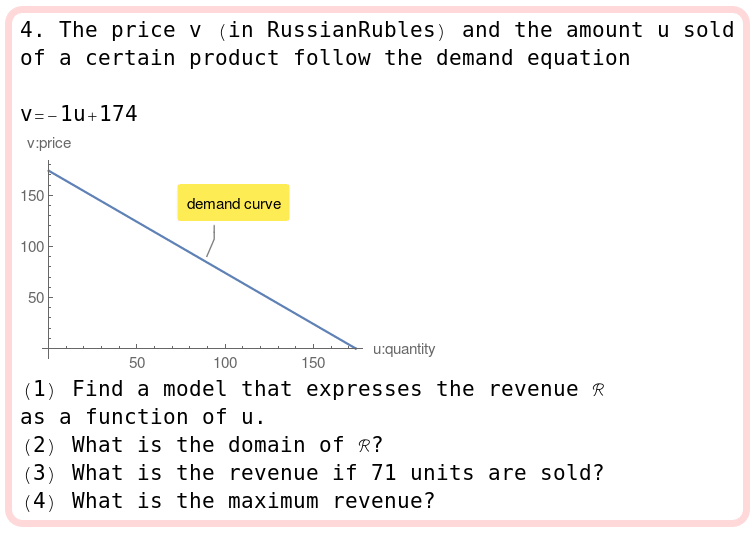 4. The price v (in RussianRubles) and the amount u sold
of a certain product follow the demand equation
v=-1u+174
v:price
150
demand curve
100
50
50 100 150 u:quantity
(1) Find a model that expresses the revenue ℛ
as a function of u.
(2) What is the domain of ℛ?
(3) What is the revenue if 71 units are sold?
(4) What is the maximum revenue?